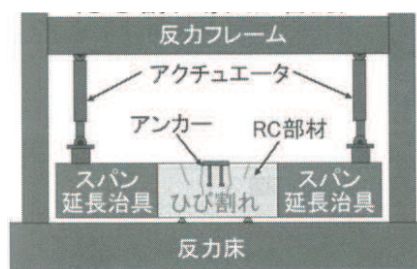 反力フレーム
アクチュエータ
アンカー
RC部材
スパン
延長治具
ひび割れ
スパン
延長治具
反力床